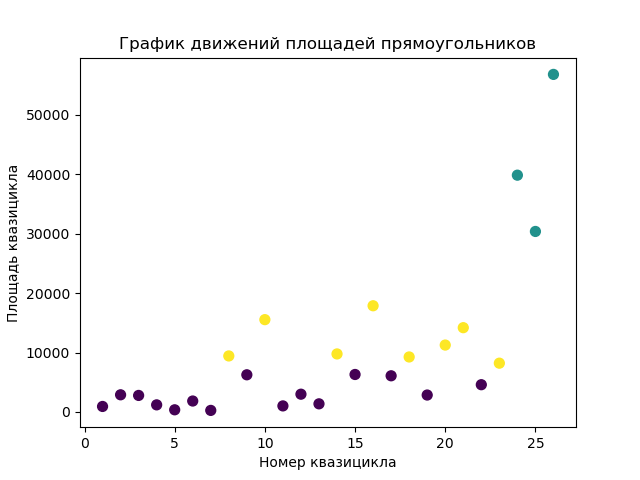 График движений площадей прямоугольников
Площадь квазицикла
50000
40000
30000
20000
10000
0
0 5 10 15 20 25
Номер квазицикла